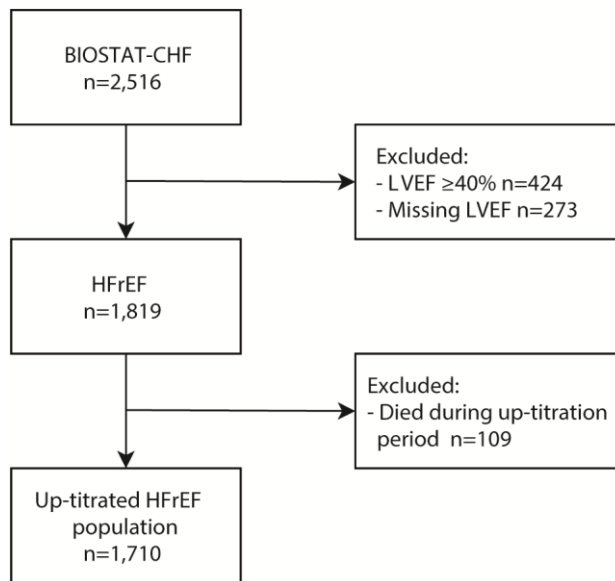 BIOSTAT-CHF
n=2,516
Excluded:
- LVEF ≥40% n=424
- Missing LVEF n=273
HFrEF
n=1,819
Excluded:
- Died during up-titration
period n=109
Up-titrated HFrEF
population
n=1,710